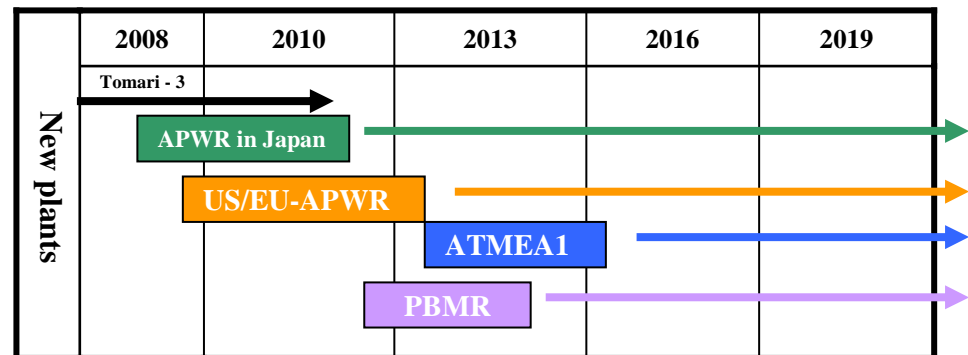 2008 2010 2013 2016 2019
New plants
Tomari - 3
APWR in Japan
US/EU-APWR
ATMEA1
PBMR